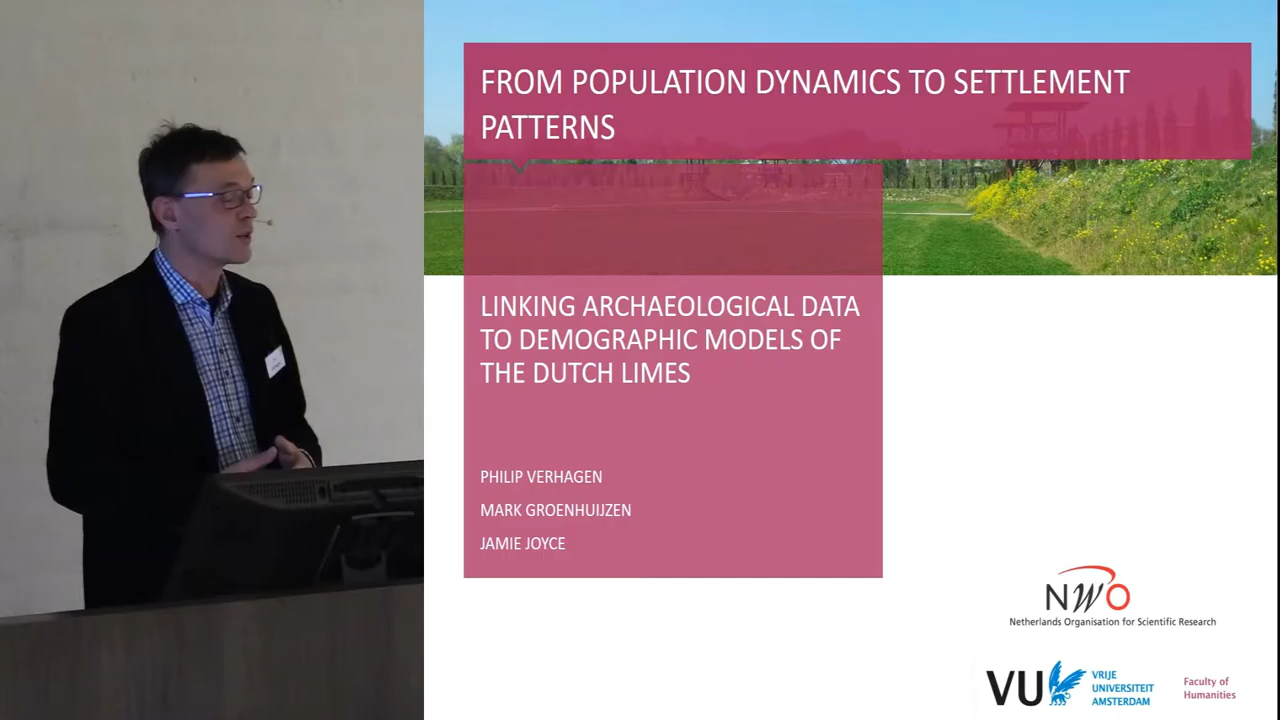 FROM POPULATION DYNAMICS TO SETTLEMENT
PATTERNS
LINKING ARCHAEOLOGICAL DATA
TO DEMOGRAPHIC MODELS OF
THE DUTCH LIMES
PHILIP VERHAGEN
MARK GROENHUIJZEN
JAMIE JOYCE
NWO
Netherlands Organisation for Scientific Research
VU
VRIJE
UNIVERSITEIT
AMSTERDAM
Faculty of
Humanities